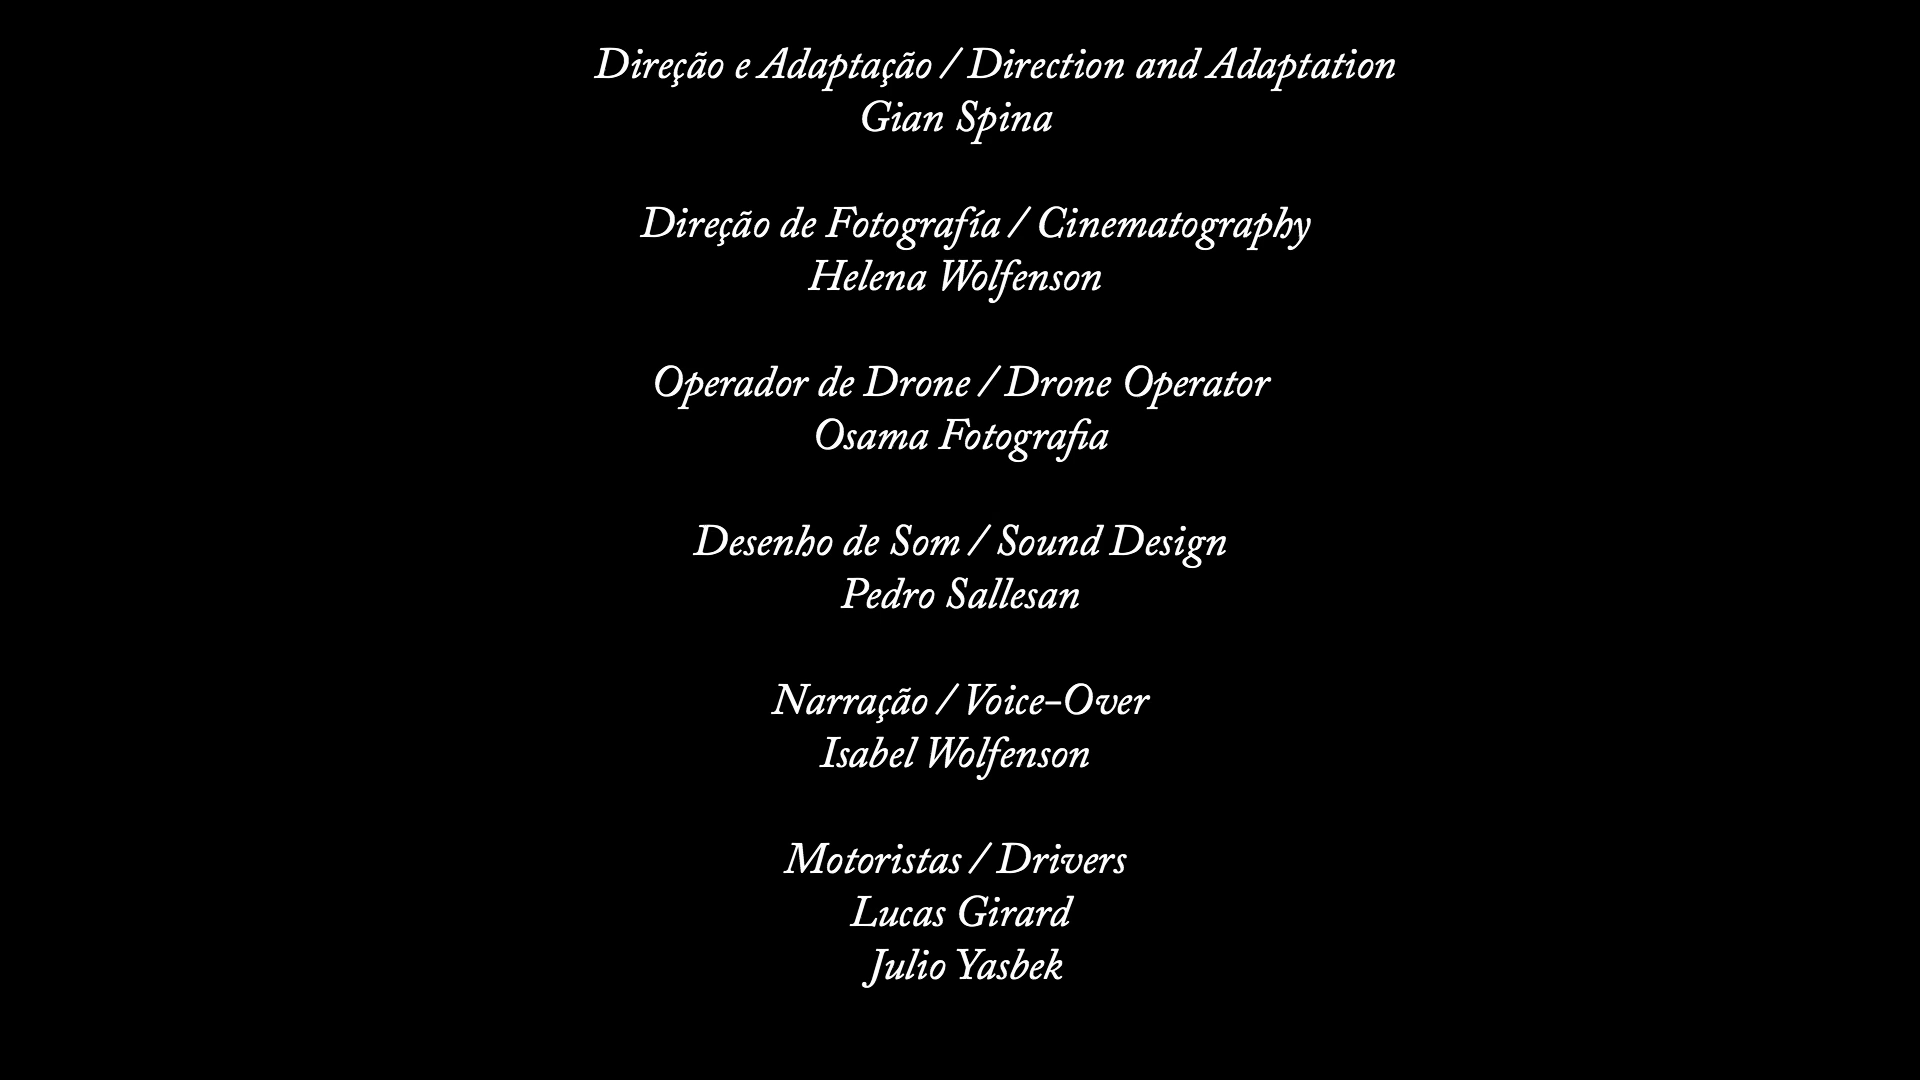 Direção e Adaptação / Direction and Adaptation
Gian Spina
Direção de Fotografía / Cinematography
Helena Wolfenson
Operador de Drone / Drone Operator
Osama Fotografia
Desenho de Som / Sound Design
Pedro Sallesan
Narração / Voice-Over
Isabel Wolfenson
Motoristas / Drivers
Lucas Girard
Julio Yasbek